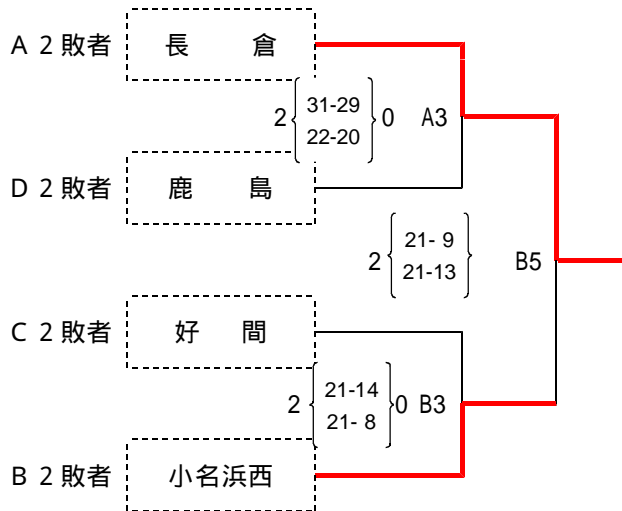 A 2 敗者 長 倉
2 31-29 0 A3
22-20
D 2 敗者 鹿 島
2 21- 9 B5
21-13
C 2 敗者 好 間
2 21-14 0 B3
21- 8
B 2 敗者 小名浜西